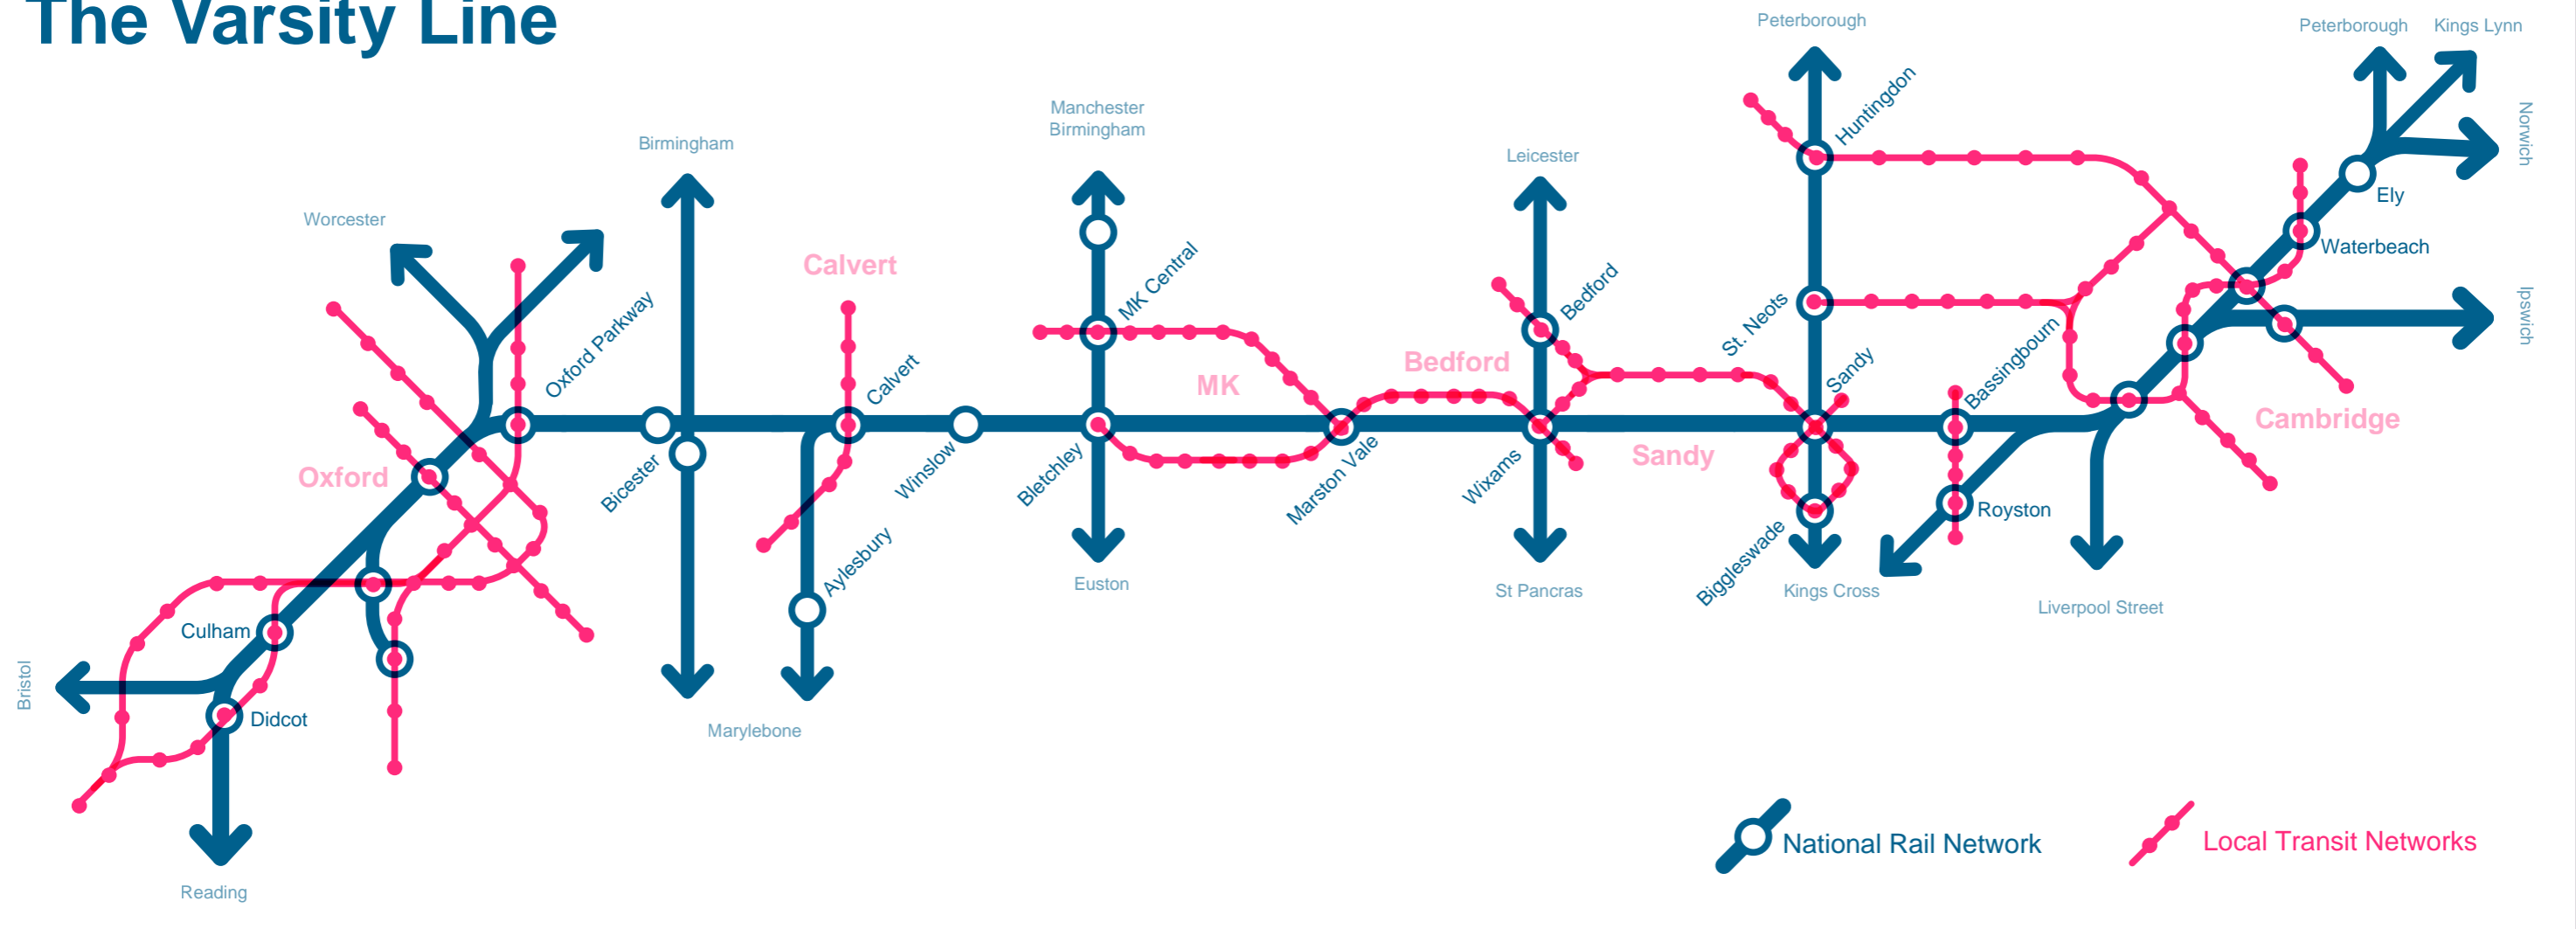 The Varsity Line
Peterborough
Peterborough
Kings Lynn
Norwich
Manchester
Birmingham
Birmingham
Leicester
Huntingdon
Ely
Worcester
Waterbeach
Calvert
MK Central
Bedford
Oxford Parkway
St. Neots
Ipswich
Bassingbourn
Sandy
Calvert
Bedford
MK
Cambridge
Oxford
Sandy
Bicester
Winslow
Bletchley
Marston Vale
Wixams
Royston
Aylesbury
Biggleswade
Euston
St Pancras
Kings Cross
Liverpool Street
Culham
Bristol
Didcot
Marylebone
National Rail Network
Local Transit Networks
Reading